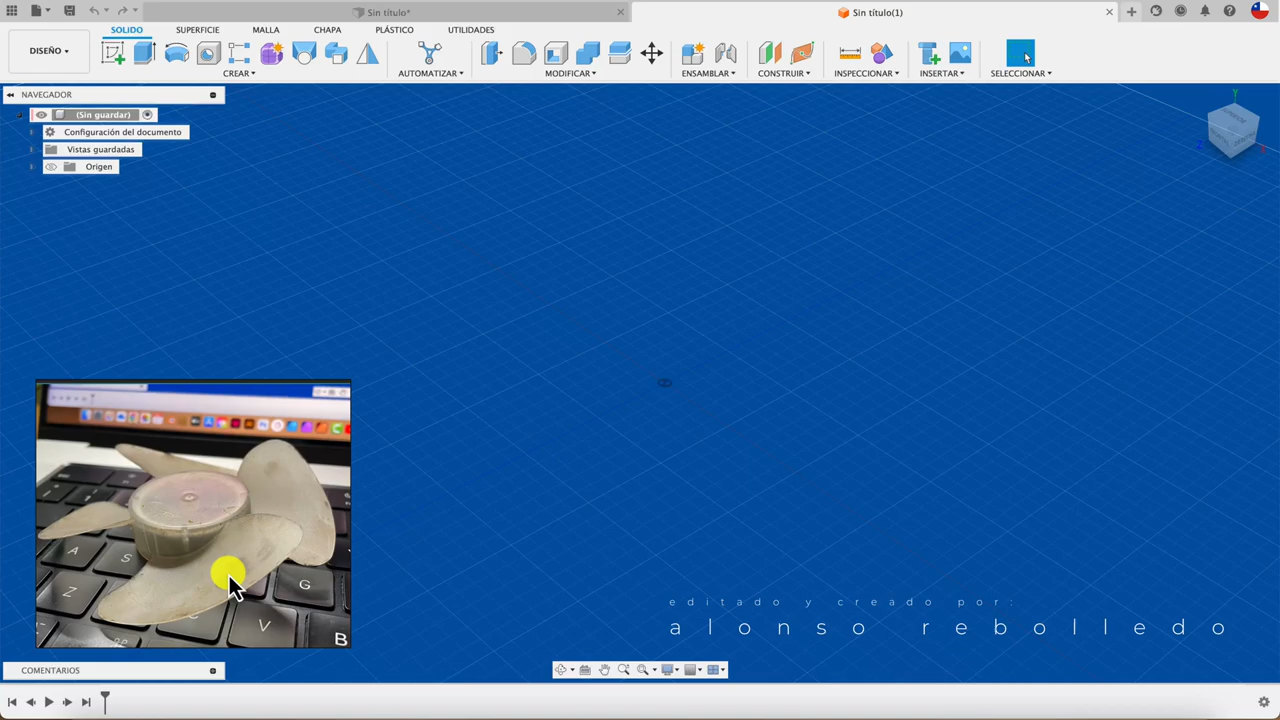 Sin título*
Sin título(1)
DISEÑO
SOLIDO
SUPERFICIE
MALLA
CHAPA
PLÁSTICO
UTILIDADES
CREAR
AUTOMATIZAR
MODIFICAR
ENSAMBLAR
CONSTRUIR
INSPECCIONAR
INSERTAR
SELECCIONAR
NAVEGADOR
(Sin guardar)
Configuración del documento
Vistas guardadas
Origen
Y
Z
X
A
S
G
Z
C
V
B
editado y creado por:
alonso rebolledo
COMENTARIOS